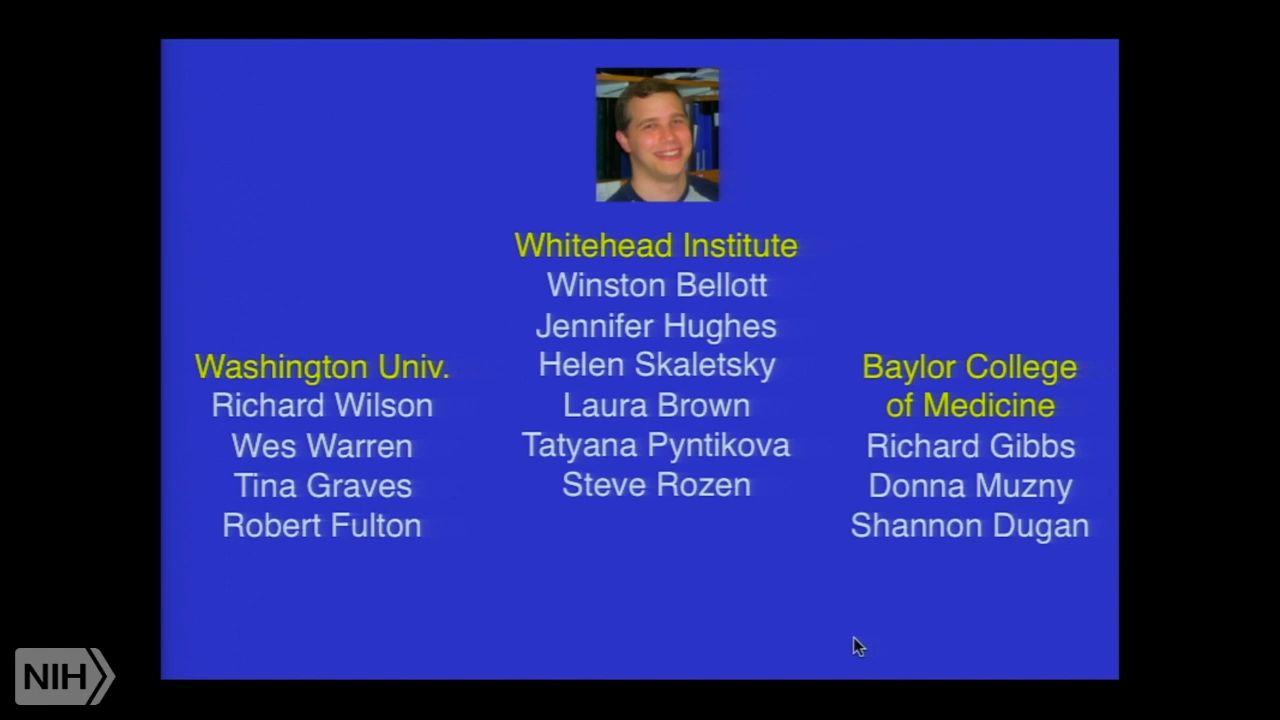 Whitehead Institute
Winston Bellott
Jennifer Hughes
Helen Skaletsky
Laura Brown
Tatyana Pyntikova
Steve Rozen
Washington Univ.
Richard Wilson
Wes Warren
Tina Graves
Robert Fulton
Baylor College
of Medicine
Richard Gibbs
Donna Muzny
Shannon Dugan
NIH